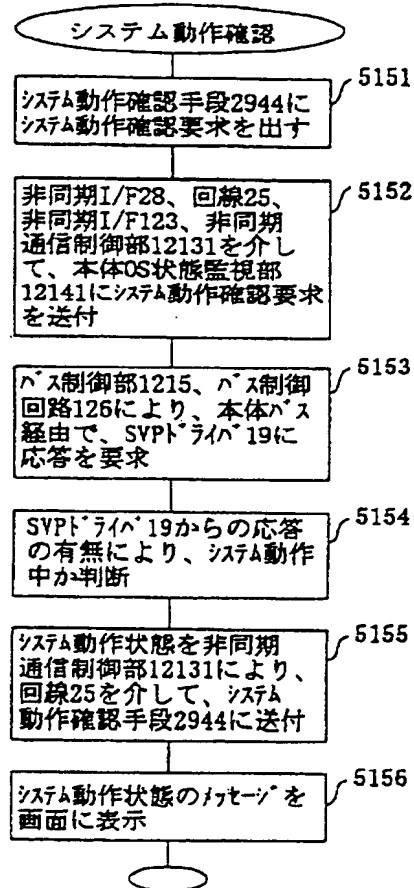 システム動作確認
5151
ｼｽﾃﾑ動作確認手段2944に
ｼｽﾃﾑ動作確認要求を出す
5152
非同期I/F28、回線25、
非同期I/F123、非同期
通信制御部12131を介し
て、本体OS状態監視部
12141にｼｽﾃﾑ動作確認要求
を送付
5153
ﾊﾞｽ制御部1215、ﾊﾞｽ制御
回路126により、本体ﾊﾞｽ
経由で、SVPﾄﾞﾗｲﾊﾞ19に
応答を要求
5154
SVPﾄﾞﾗｲﾊﾞ19からの応答
の有無により、ｼｽﾃﾑ動作
中か判断
5155
ｼｽﾃﾑ動作状態を非同期
通信制御部12131により、
回線25を介して、ｼｽﾃﾑ
動作確認手段2944に送付
5156
ｼｽﾃﾑ動作状態のﾒｯｾｰｼﾞを
画面に表示